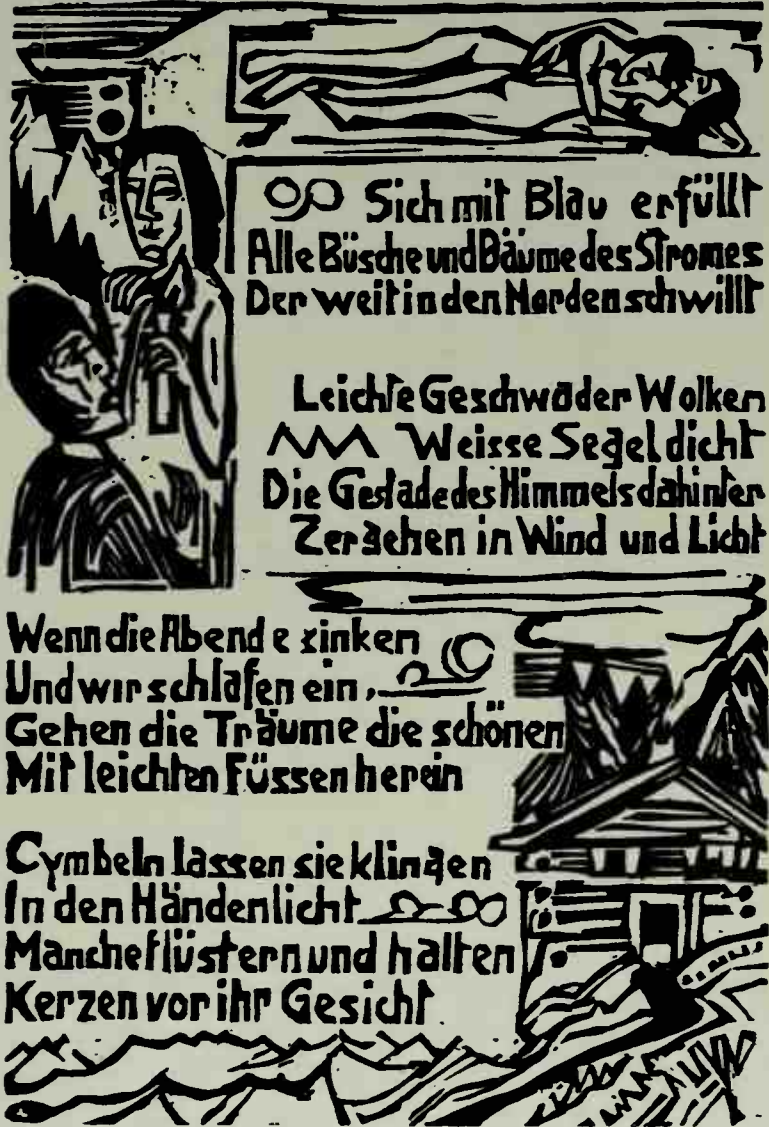 Sich mit Blau erfüllt
Alle Büsche und Bäume des Stromes
Der weit in den Norden schwillt
Leichte Geschwader Wolken
Weisse Segel dicht
Die Gestade des Himmels dahinter
Zergehen in Wind und Licht
Wenn die Abende sinken
Und wir schlafen ein,
Gehen die Träume die schönen
Mit leichten Füssen herein
Cymbeln lassen sie klingen
In den Händen licht
Manche flüstern und halten
Kerzen vor ihr Gesicht.